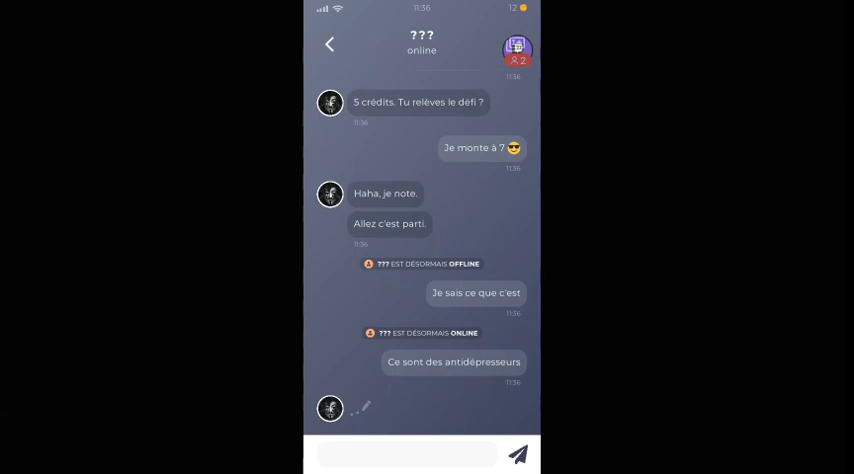 11:36
12
???
online
2
11:36
5 crédits. Tu relèves le défi ?
11:36
Je monte à 7 😎
11:36
Haha, je note.
Allez c'est parti.
11:36
??? EST DÉSORMAIS OFFLINE
Je sais ce que c'est
11:36
??? EST DÉSORMAIS ONLINE
Ce sont des antidépresseurs
11:36